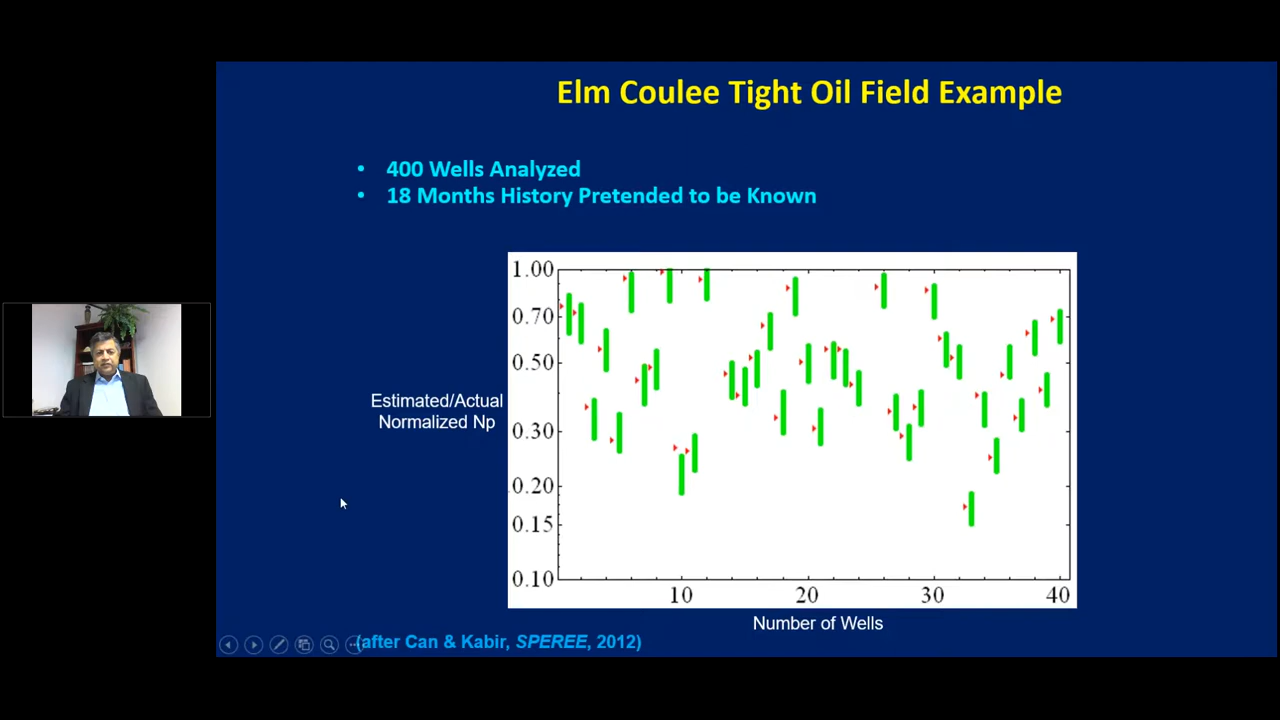 Elm Coulee Tight Oil Field Example
• 400 Wells Analyzed
• 18 Months History Pretended to be Known
1.00
0.70
0.50
0.30
0.20
0.15
0.10
Estimated/Actual
Normalized Np
10 20 30 40
Number of Wells
(after Can & Kabir, SPEREE, 2012)